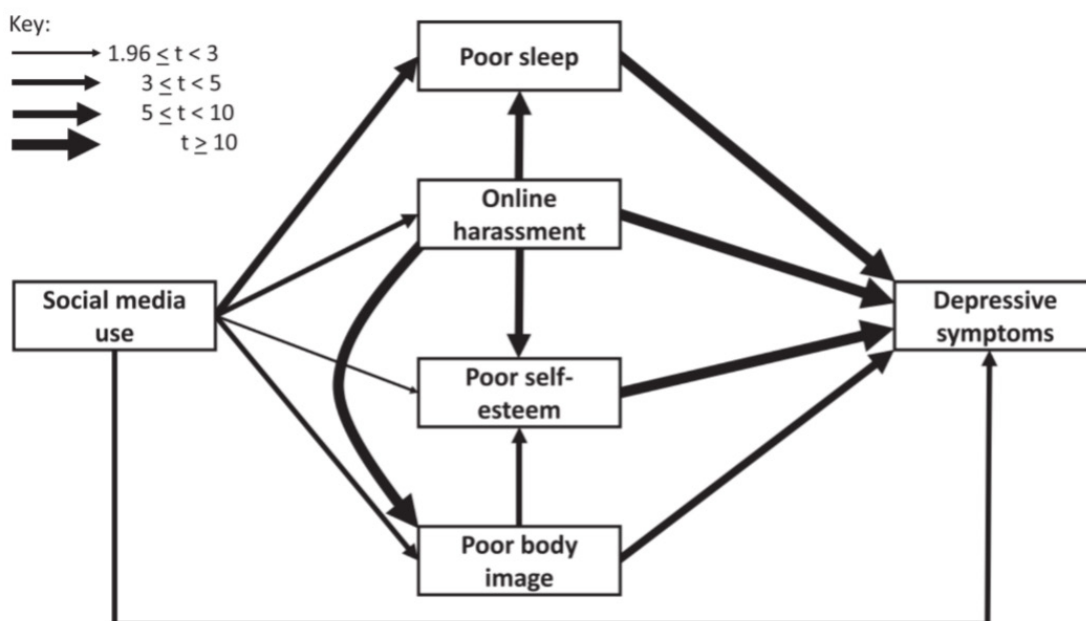 Key:
1.96 ≤ t < 3
3 ≤ t < 5
5 ≤ t < 10
t ≥ 10
Poor sleep
Online
harassment
Social media
use
Depressive
symptoms
Poor self-
esteem
Poor body
image